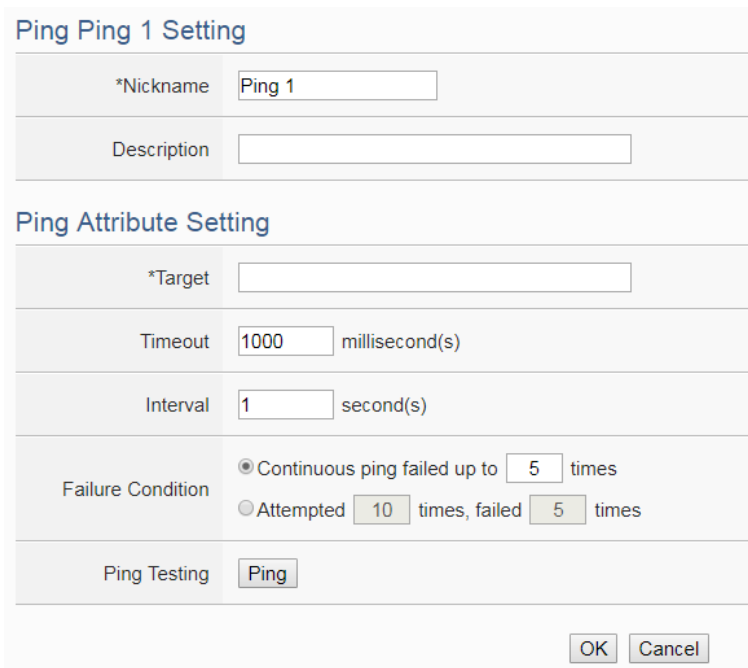 Ping Ping 1 Setting
*Nickname Ping 1
Description
Ping Attribute Setting
*Target
Timeout 1000 millisecond(s)
Interval 1 second(s)
Failure Condition
Continuous ping failed up to 5 times
Attempted 10 times, failed 5 times
Ping Testing Ping
OK Cancel